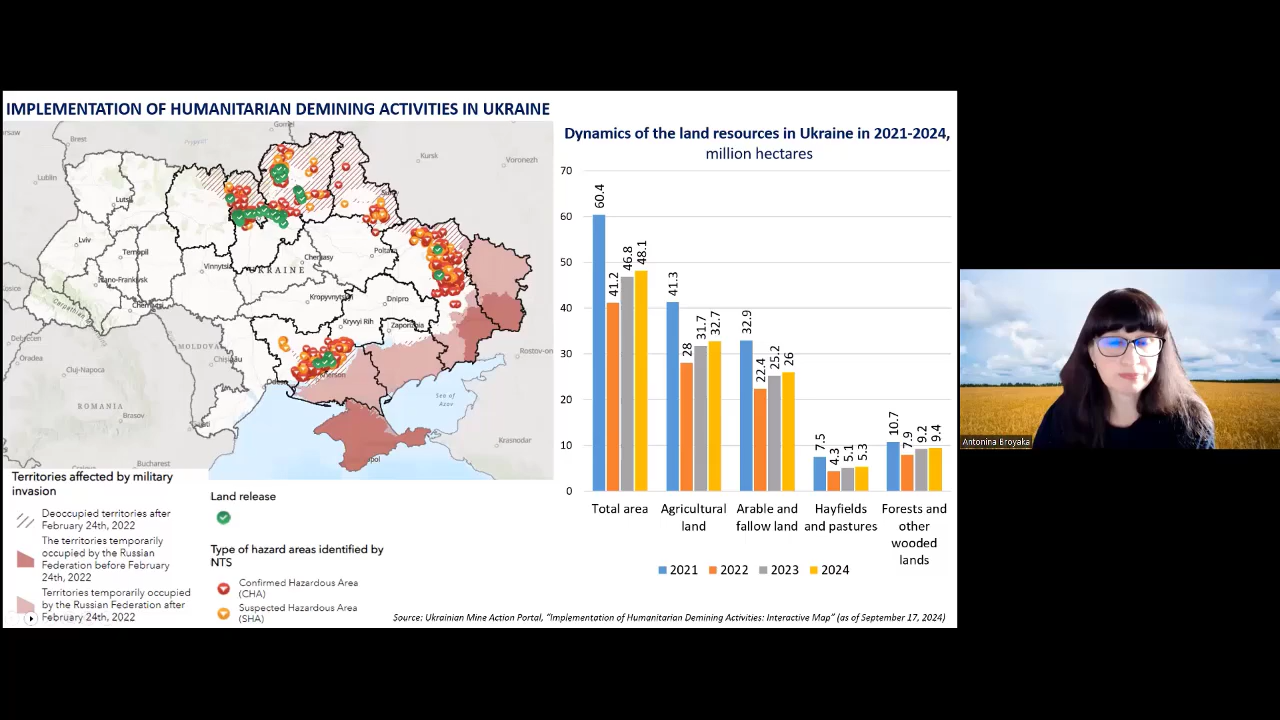 IMPLEMENTATION OF HUMANITARIAN DEMINING ACTIVITIES IN UKRAINE
Gomel
Brest
Kursk
Voronezh
Lublin
Lutsk
Sumy
Lviv
Ternopil
Poltava
Cherkasy
Vinnytsia
UKRAINE
Ivano-Frankivsk
Kropyvnytskyi
Dnipro
Carpathian
Kryvyi Rih
Zaporizhia
MOLDOVA
Debrecen
Rostov-on
Oradea
Chişinău
Kherson
Cluj-Napoca
Odesa
Sea of
Azov
ROMANIA
Brasov
Galati
Krasnodar
Bucharest
Territories affected by military
invasion
Deoccupied territories after
February 24th, 2022
The territories temporarily
occupied by the Russian
Federation before February
24th, 2022
Territories temporarily occupied
by the Russian Federation after
February 24th, 2022
Land release
Type of hazard areas identified by
NTS
Confirmed Hazardous Area
(CHA)
Suspected Hazardous Area
(SHA)
Dynamics of the land resources in Ukraine in 2021-2024,
million hectares
70
60
50
40
30
20
10
0
60.4
41.2
46.8
48.1
41.3
28
31.7
32.7
32.9
22.4
25.2
26
7.5
4.3
5.1
5.3
10.7
7.9
9.2
9.4
Total area
Agricultural
land
Arable and
fallow land
Hayfields
and pastures
Forests and
other
wooded
lands
2021 2022 2023 2024
Source: Ukrainian Mine Action Portal, "Implementation of Humanitarian Demining Activities: Interactive Map" (as of September 17, 2024)
Antonina Broyaka